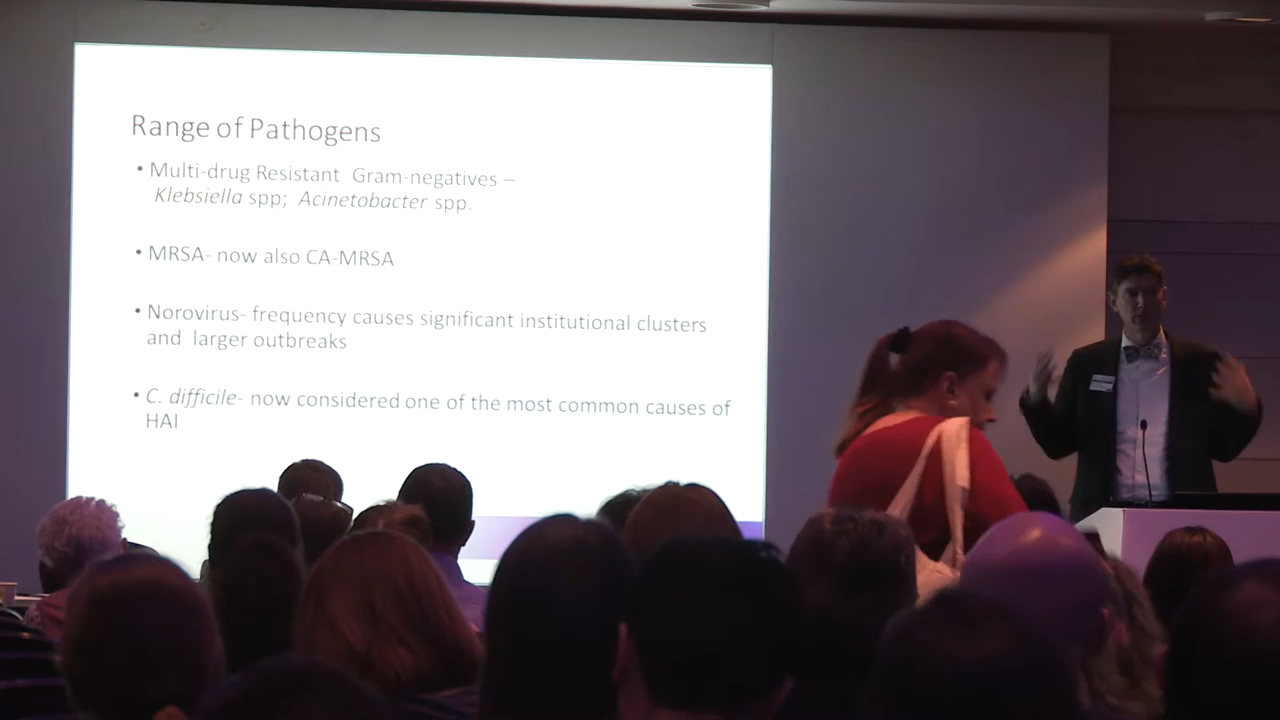 Range of Pathogens
• Multi-drug Resistant Gram-negatives –
Klebsiella spp; Acinetobacter spp.
• MRSA- now also CA-MRSA
• Norovirus- frequency causes significant institutional clusters
and larger outbreaks
• C. difficile- now considered one of the most common causes of
HAI